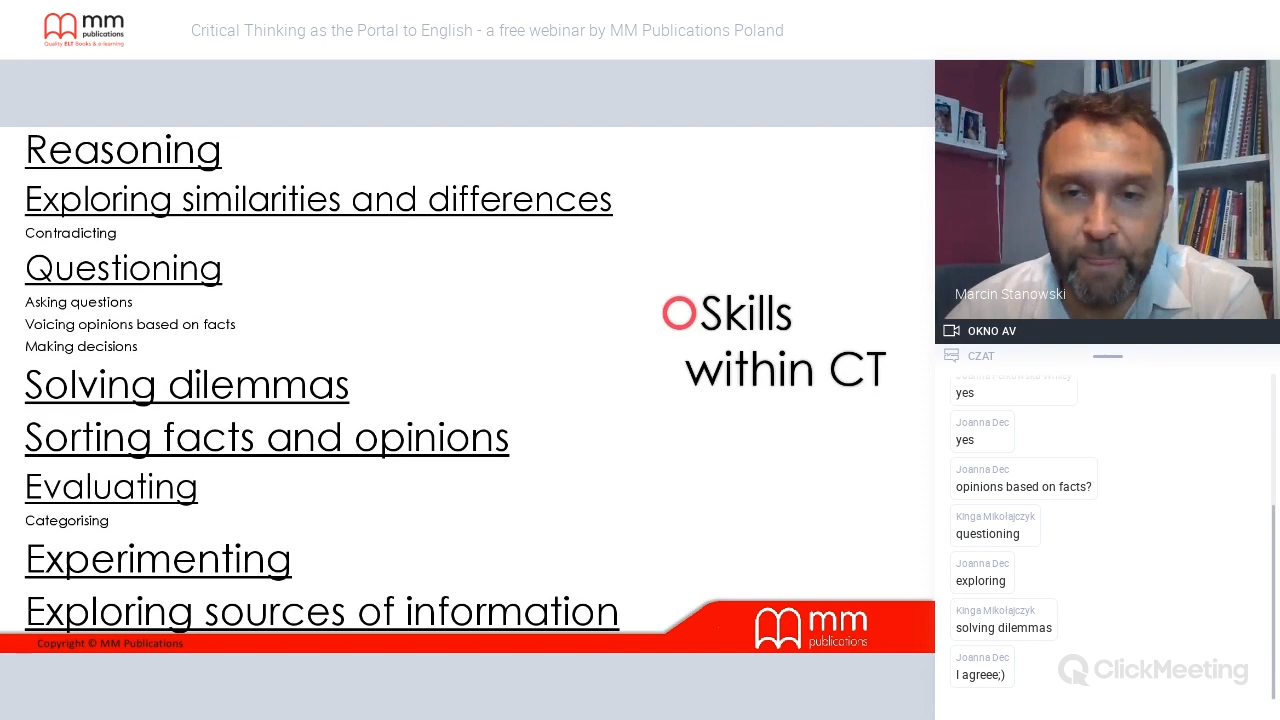 mm
publications
Quality ELT Books & e-learning
Critical Thinking as the Portal to English - a free webinar by MM Publications Poland
Reasoning
Exploring similarities and differences
Contradicting
Questioning
Asking questions
Voicing opinions based on facts
Making decisions
Solving dilemmas
Sorting facts and opinions
Evaluating
Categorising
Experimenting
Exploring sources of information
Skills
within CT
Copyright © MM Publications
mm
publications
Marcin Stanowski
OKNO AV
CZAT
yes
Joanna Dec
yes
Joanna Dec
opinions based on facts?
Kinga Mikołajczyk
questioning
Joanna Dec
exploring
Kinga Mikołajczyk
solving dilemmas
Joanna Dec
I agreee;)
ClickMeeting